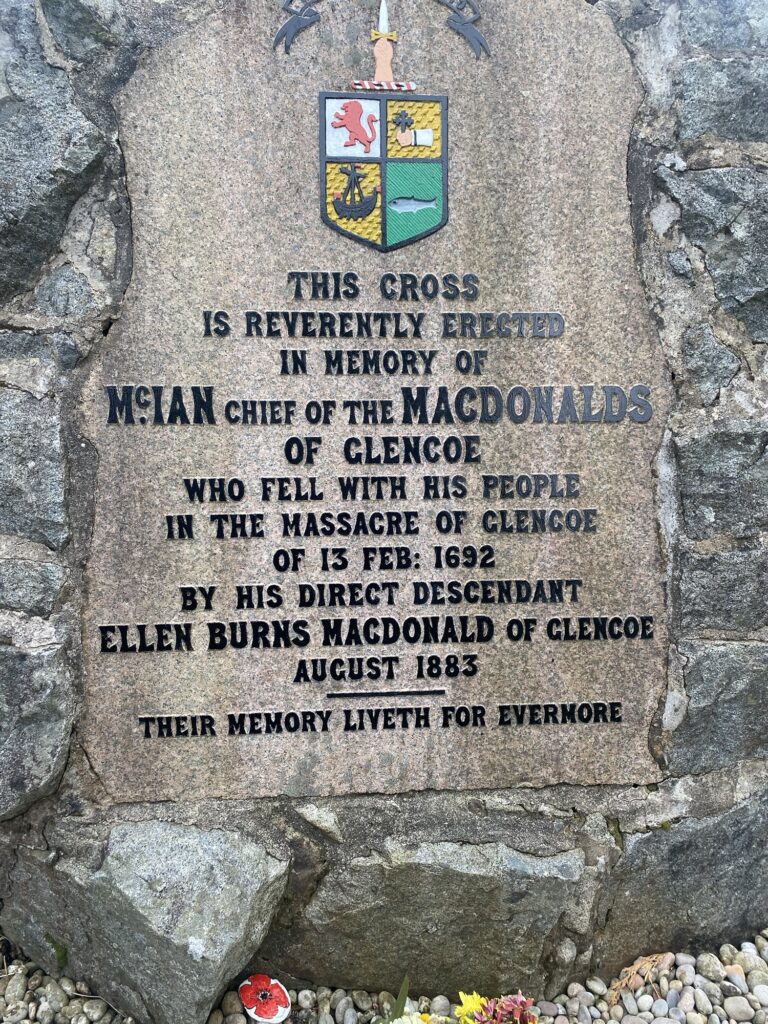 THIS CROSS
IS REVERENTLY ERECTED
IN MEMORY OF
McIAN CHIEF OF THE MACDONALDS
OF GLENCOE
WHO FELL WITH HIS PEOPLE
IN THE MASSACRE OF GLENCOE
OF 13 FEB: 1692
BY HIS DIRECT DESCENDANT
ELLEN BURNS MACDONALD OF GLENCOE
AUGUST 1883
THEIR MEMORY LIVETH FOR EVERMORE